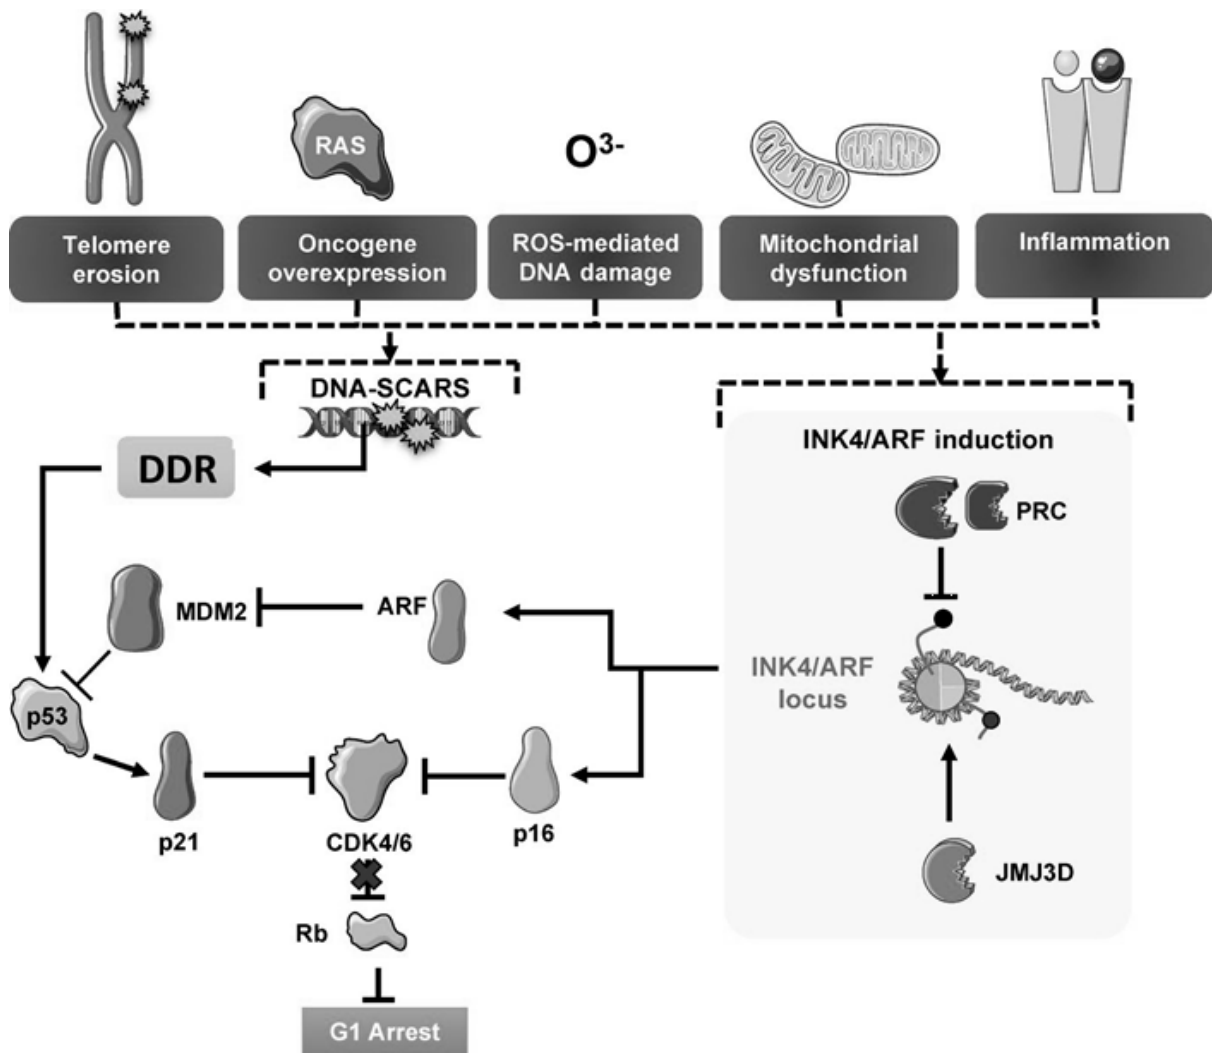 RAS
O³⁻
Telomere
erosion
Oncogene
overexpression
ROS-mediated
DNA damage
Mitochondrial
dysfunction
Inflammation
DNA-SCARS
DDR
INK4/ARF induction
PRC
MDM2
ARF
INK4/ARF
locus
p53
p21
CDK4/6
p16
JMJ3D
Rb
G1 Arrest